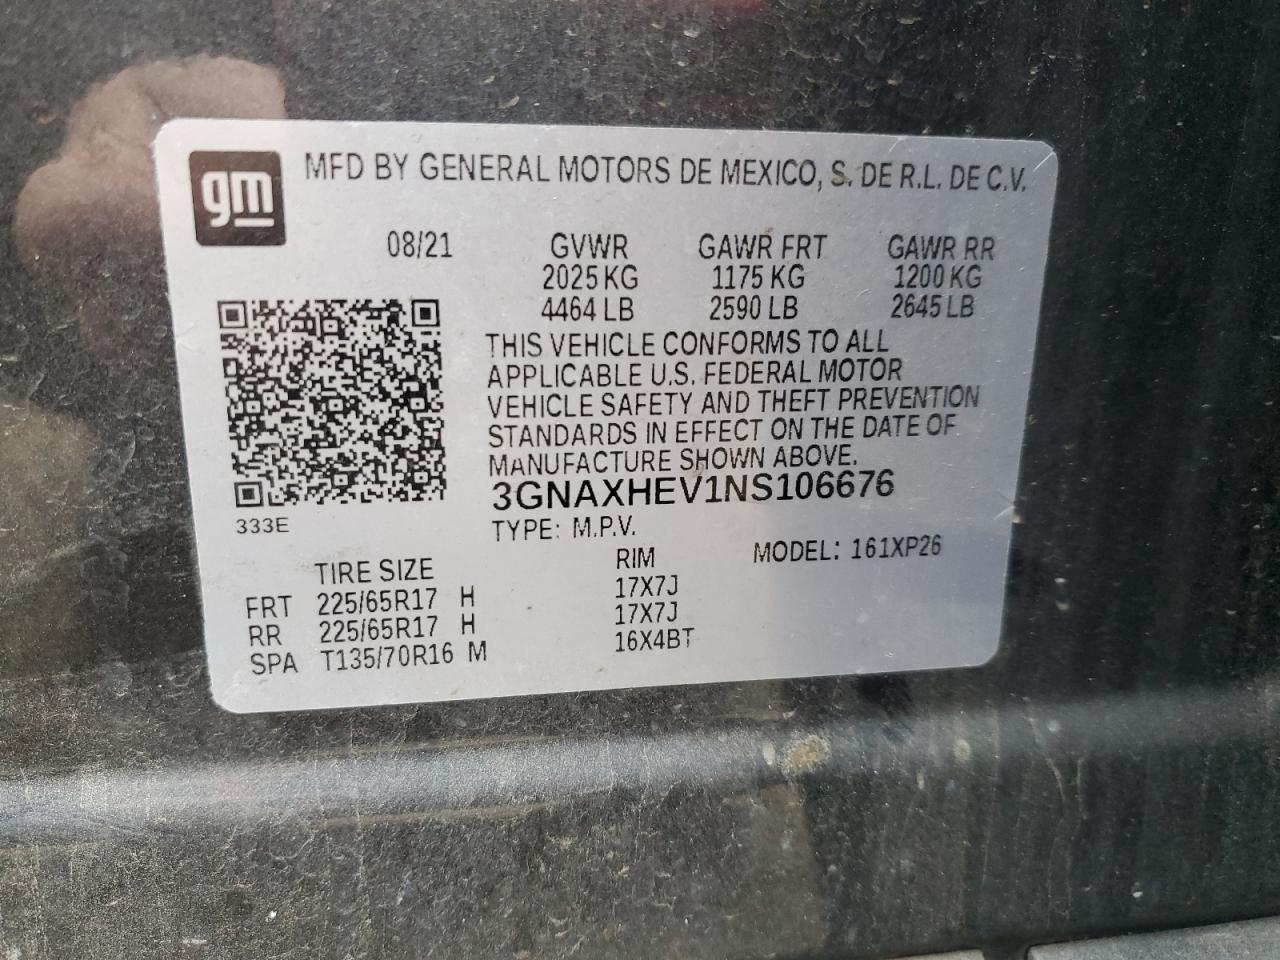 gm
MFD BY GENERAL MOTORS DE MEXICO, S. DE R.L. DE C.V.
08/21 GVWR GAWR FRT GAWR RR
2025 KG 1175 KG 1200 KG
4464 LB 2590 LB 2645 LB
THIS VEHICLE CONFORMS TO ALL
APPLICABLE U.S. FEDERAL MOTOR
VEHICLE SAFETY AND THEFT PREVENTION
STANDARDS IN EFFECT ON THE DATE OF
MANUFACTURE SHOWN ABOVE.
3GNAXHEV1NS106676
333E
TYPE: M.P.V. MODEL: 161XP26
TIRE SIZE RIM
FRT 225/65R17 H 17X7J
RR 225/65R17 H 17X7J
SPA T135/70R16 M 16X4BT